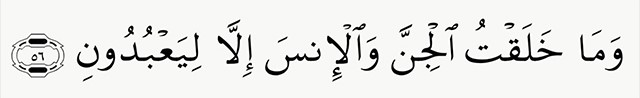 وَمَا خَلَقْتُ ٱلْجِنَّ وَٱلْإِنسَ إِلَّا لِيَعْبُدُونِ ٥٦